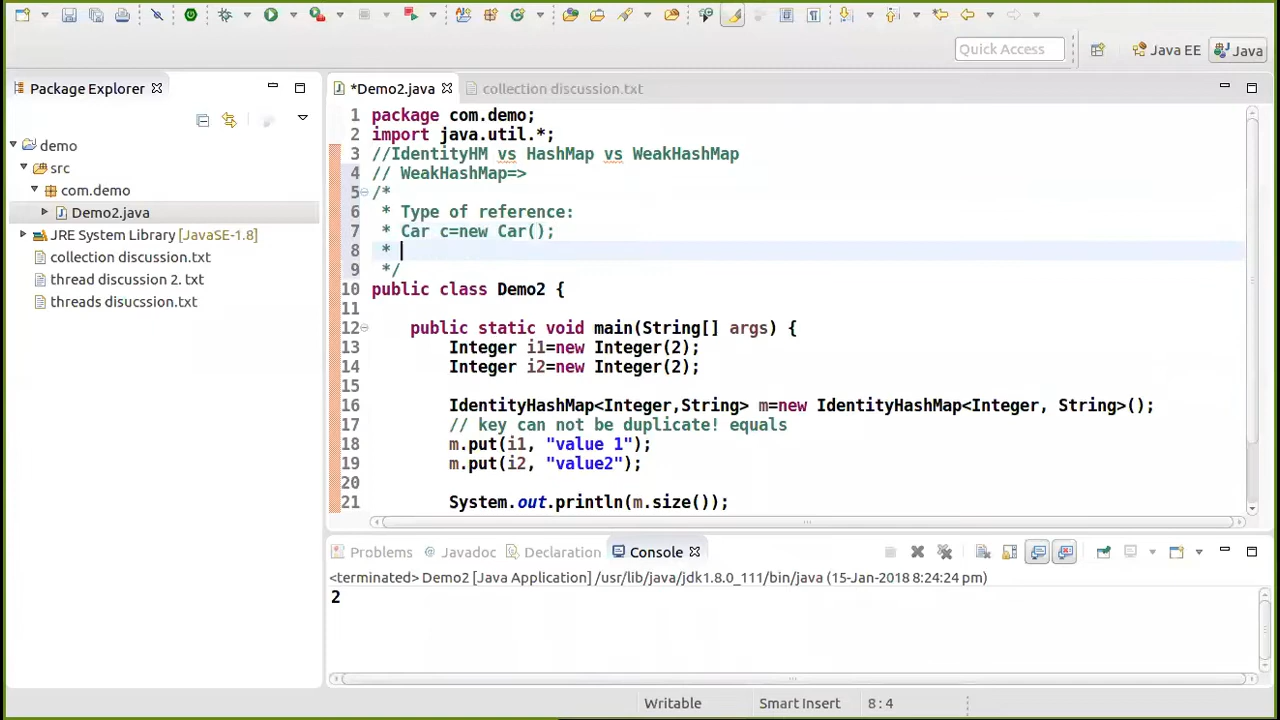 Quick Access
Java EE
Java
Package Explorer
*Demo2.java
collection discussion.txt
demo
src
com.demo
Demo2.java
JRE System Library [JavaSE-1.8]
collection discussion.txt
thread discussion 2. txt
threads disucssion.txt
1 package com.demo;
2 import java.util.*;
3 //IdentityHM vs HashMap vs WeakHashMap
4 // WeakHashMap=>
5 /*
6 * Type of reference:
7 * Car c=new Car();
8 *
9 */
10 public class Demo2 {
11
12 public static void main(String[] args) {
13 Integer i1=new Integer(2);
14 Integer i2=new Integer(2);
15
16 IdentityHashMap<Integer,String> m=new IdentityHashMap<Integer, String>();
17 // key can not be duplicate! equals
18 m.put(i1, "value 1");
19 m.put(i2, "value2");
20
21 System.out.println(m.size());
Problems @ Javadoc Declaration Console
<terminated> Demo2 [Java Application] /usr/lib/java/jdk1.8.0_111/bin/java (15-Jan-2018 8:24:24 pm)
2
Writable Smart Insert 8 : 4